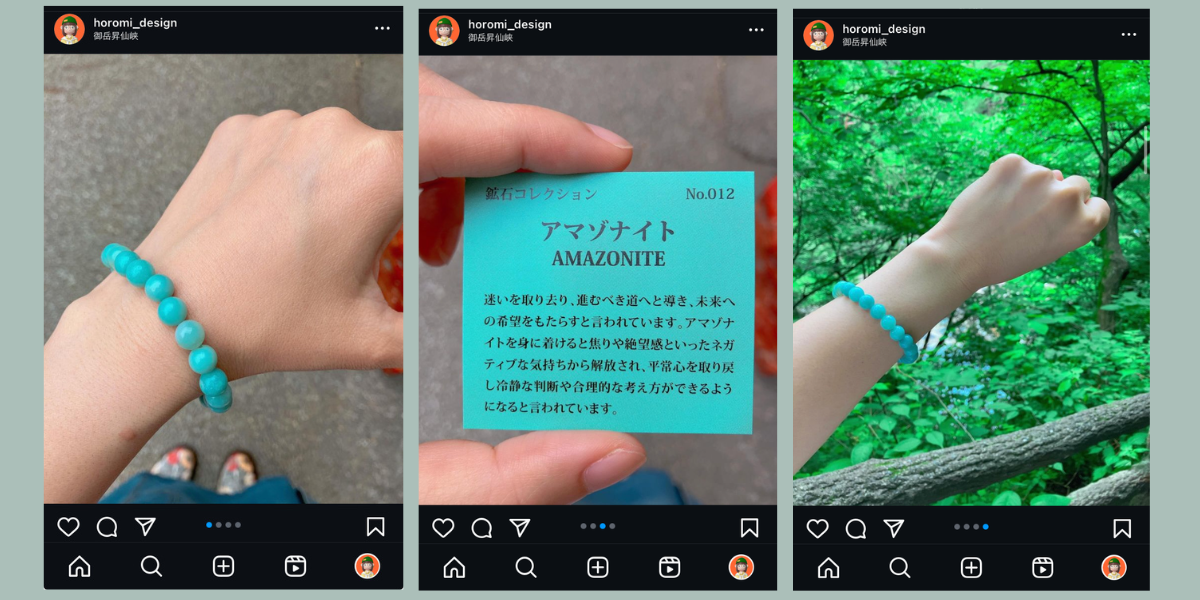 horomi_design
御岳昇仙峡
horomi_design
御岳昇仙峡
鉱石コレクション No.012
アマゾナイト
AMAZONITE
迷いを取り去り、進むべき道へと導き、未来へ
の希望をもたらすと言われています。アマゾナ
イトを身に着けると焦りや絶望感といったネガ
ティブな気持ちから解放され、平常心を取り戻
し冷静な判断や合理的な考え方ができるよう
になると言われています。
horomi_design
御岳昇仙峡